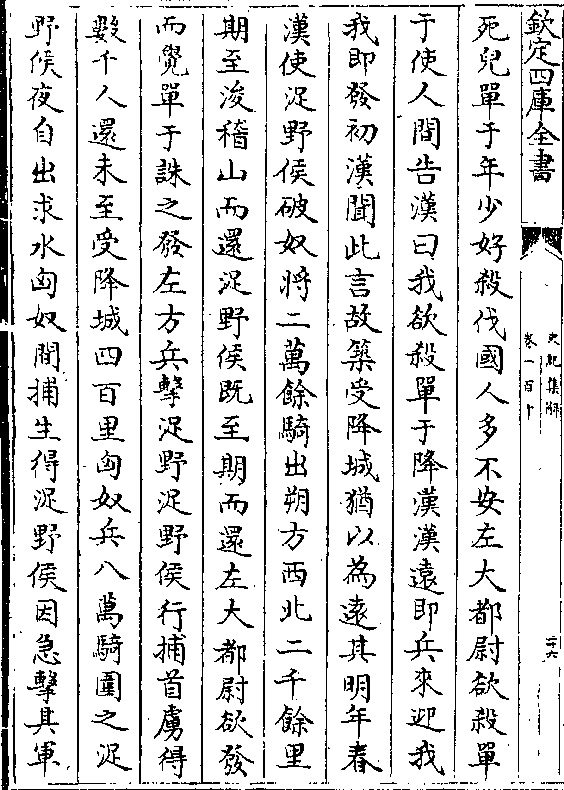 欽定四庫全書
史記集解
卷一百十
二十六
死兒單于年少好殺伐國人多不安左大都尉欲殺單
于使人間告漢曰我欲殺單于降漢漢遠即兵來迎我
我即發初漢聞此言故築受降城猶以為遠其明年春
漢使浞野侯破奴將二萬餘騎出朔方西北二千餘里
期至浚稽山而還浞野侯既至期而還左大都尉欲發
而覺單于誅之發左方兵擊浞野浞野侯行捕首虜得
數千人還未至受降城四百里匈奴兵八萬騎圍之浞
野侯夜自出求水匈奴間捕生得浞野侯因急擊其軍